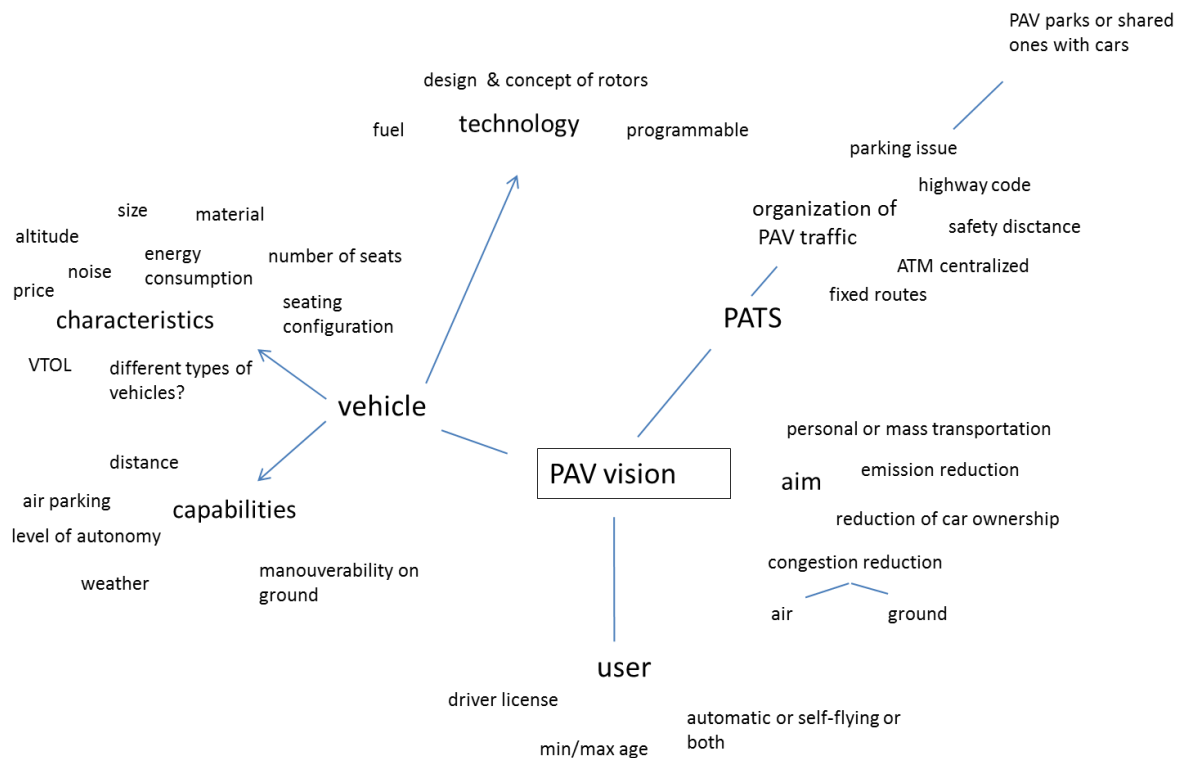 PAV parks or shared
ones with cars
design & concept of rotors
fuel
technology
programmable
parking issue
highway code
organization of
PAV traffic
safety disctance
ATM centralized
fixed routes
PATS
size
material
altitude
energy
consumption
number of seats
noise
price
seating
configuration
characteristics
VTOL
different types of
vehicles?
vehicle
distance
air parking
capabilities
level of autonomy
weather
manouverability on
ground
PAV vision
personal or mass transportation
aim
emission reduction
reduction of car ownership
congestion reduction
air
ground
user
driver license
automatic or self-flying or
both
min/max age